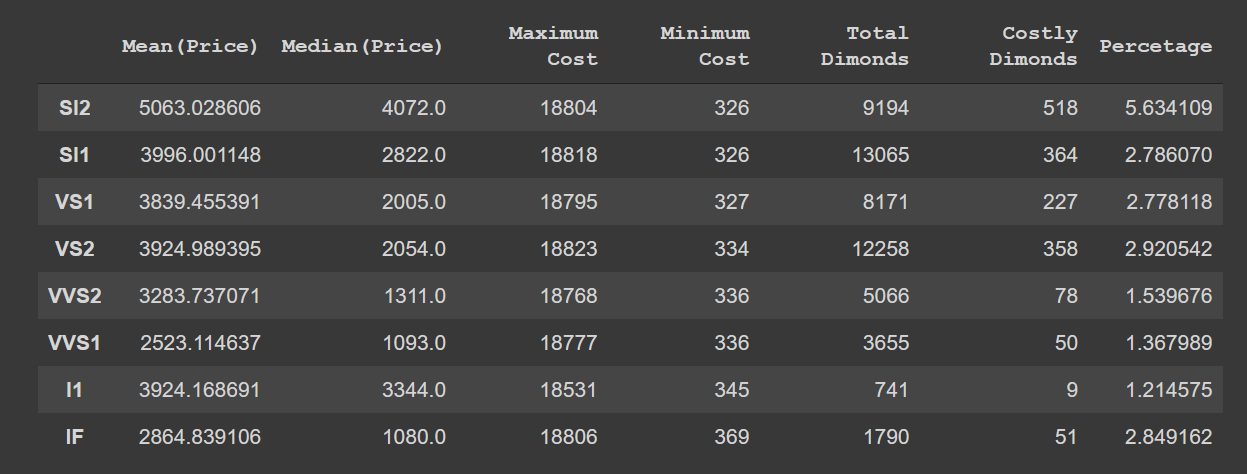 Mean(Price) Median(Price) Maximum Cost Minimum Cost Total Dimonds Costly Dimonds Percetage
SI2 5063.028606 4072.0 18804 326 9194 518 5.634109
SI1 3996.001148 2822.0 18818 326 13065 364 2.786070
VS1 3839.455391 2005.0 18795 327 8171 227 2.778118
VS2 3924.989395 2054.0 18823 334 12258 358 2.920542
VVS2 3283.737071 1311.0 18768 336 5066 78 1.539676
VVS1 2523.114637 1093.0 18777 336 3655 50 1.367989
I1 3924.168691 3344.0 18531 345 741 9 1.214575
IF 2864.839106 1080.0 18806 369 1790 51 2.849162